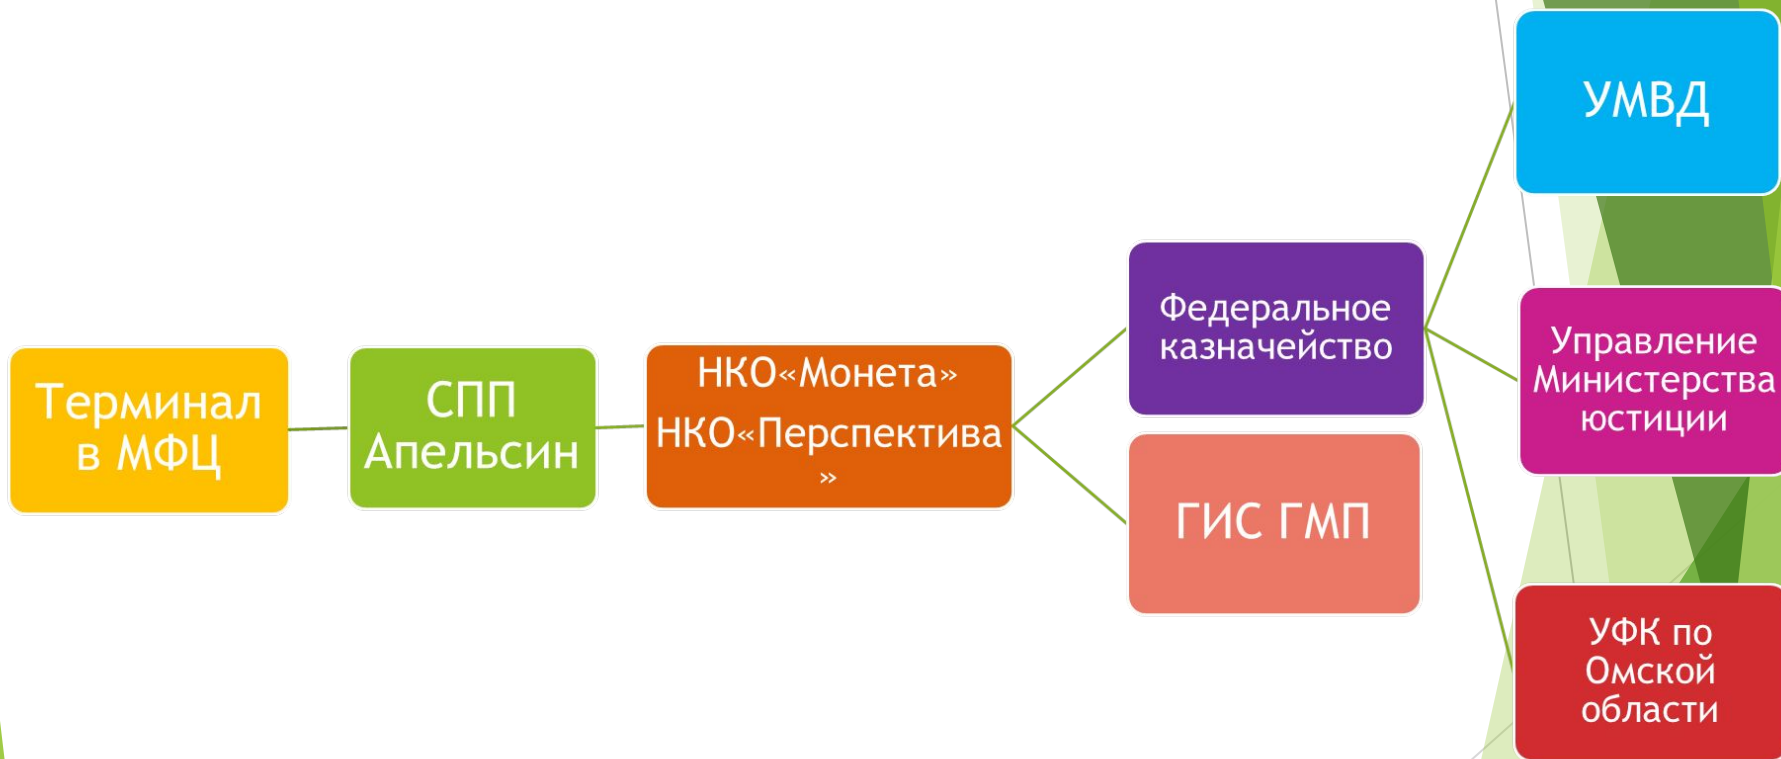 Терминал
в МФЦ
СПП
Апельсин
НКО«Монета»
НКО«Перспектива
»
Федеральное
казначейство
ГИС ГМП
УМВД
Управление
Министерства
юстиции
УФК по
Омской
области